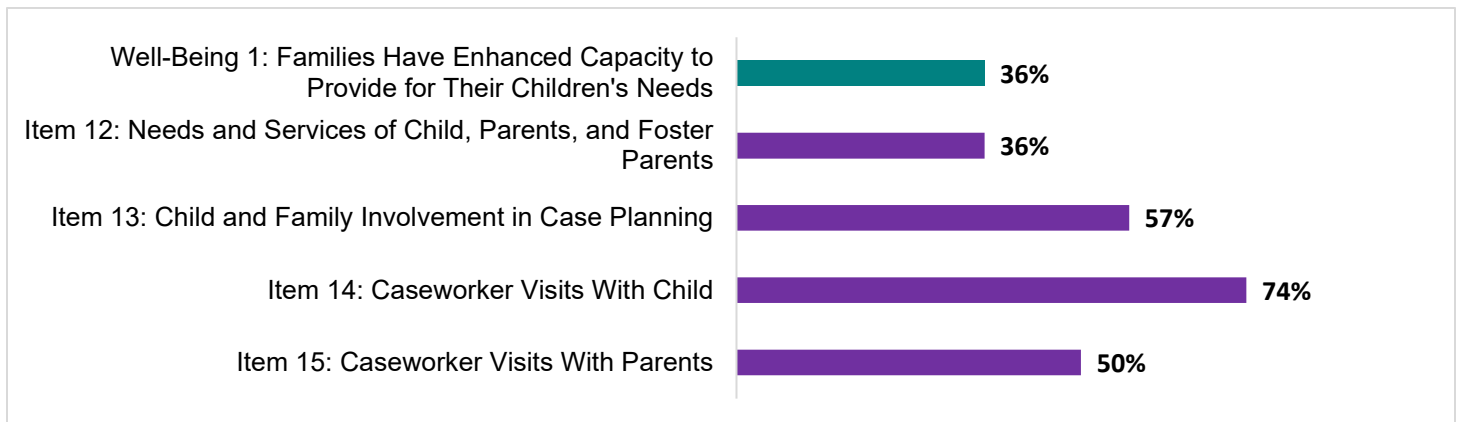 Well-Being 1: Families Have Enhanced Capacity to
Provide for Their Children's Needs
36%
Item 12: Needs and Services of Child, Parents, and Foster
Parents
36%
Item 13: Child and Family Involvement in Case Planning
57%
Item 14: Caseworker Visits With Child
74%
Item 15: Caseworker Visits With Parents
50%